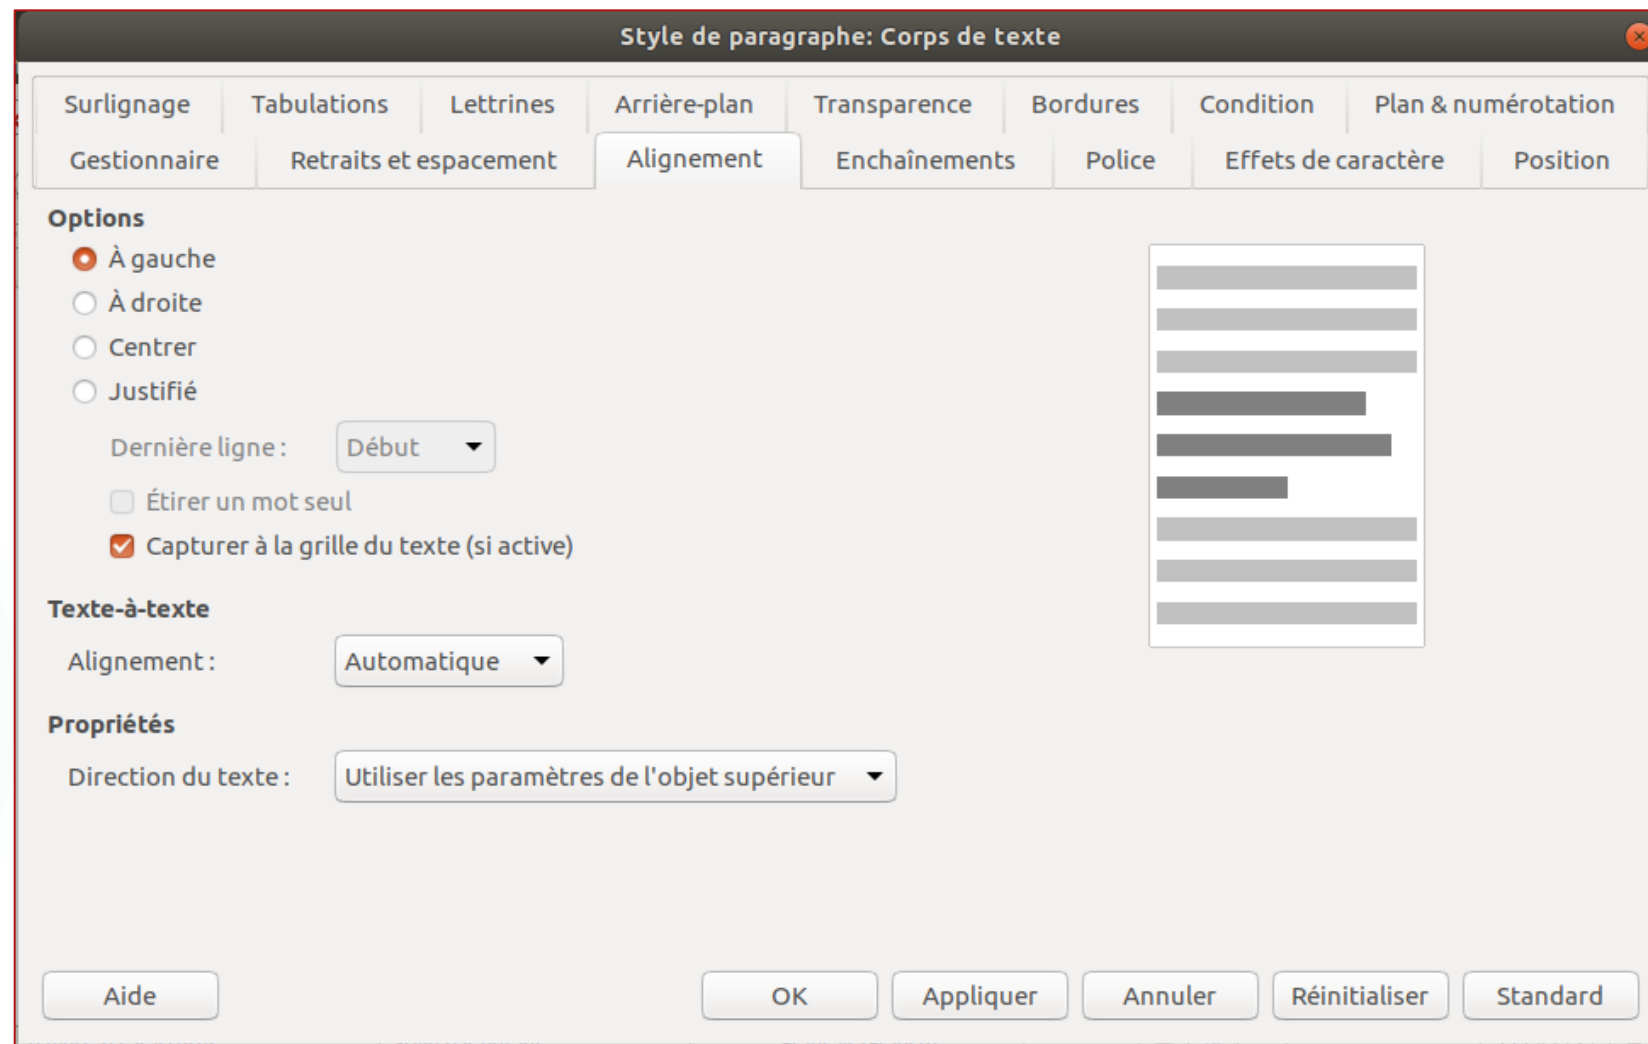 Style de paragraphe: Corps de texte
Surlignage Tabulations Lettrines Arrière-plan Transparence Bordures Condition Plan & numérotation
Gestionnaire Retraits et espacement Alignement Enchaînements Police Effets de caractère Position
Options
À gauche
À droite
Centrer
Justifié
Dernière ligne : Début
Étirer un mot seul
Capturer à la grille du texte (si active)
Texte-à-texte
Alignement : Automatique
Propriétés
Direction du texte : Utiliser les paramètres de l'objet supérieur
Aide OK Appliquer Annuler Réinitialiser Standard